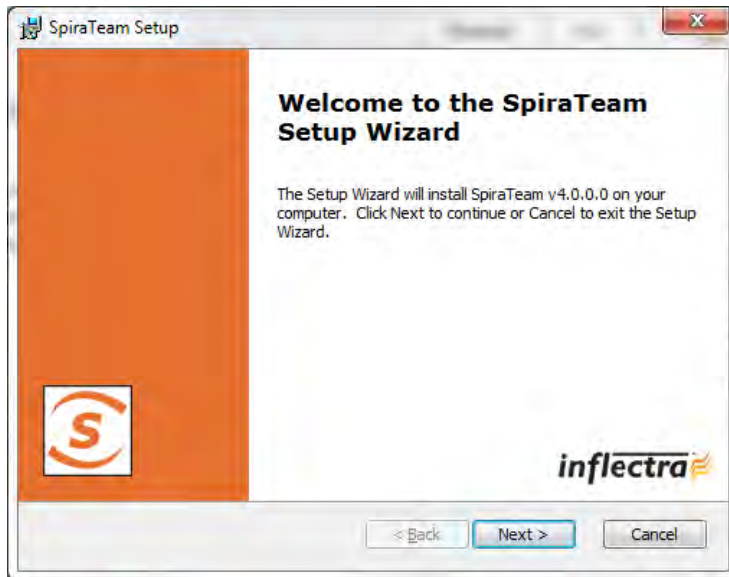 SpiraTeam Setup
Welcome to the SpiraTeam
Setup Wizard
The Setup Wizard will install SpiraTeam v4.0.0.0 on your
computer. Click Next to continue or Cancel to exit the Setup
Wizard.
S
inflectra
< Back Next > Cancel